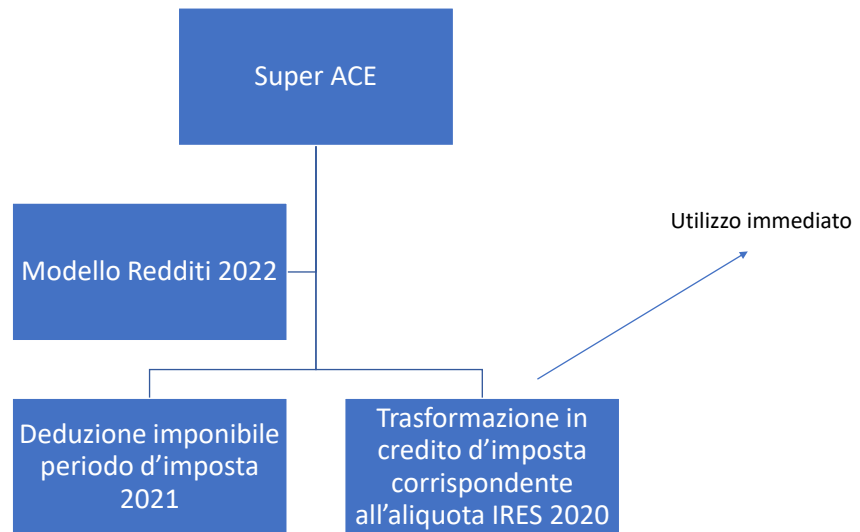 Super ACE
Utilizzo immediato
Modello Redditi 2022
Deduzione imponibile
periodo d’imposta
2021
Trasformazione in
credito d’imposta
corrispondente
all’aliquota IRES 2020